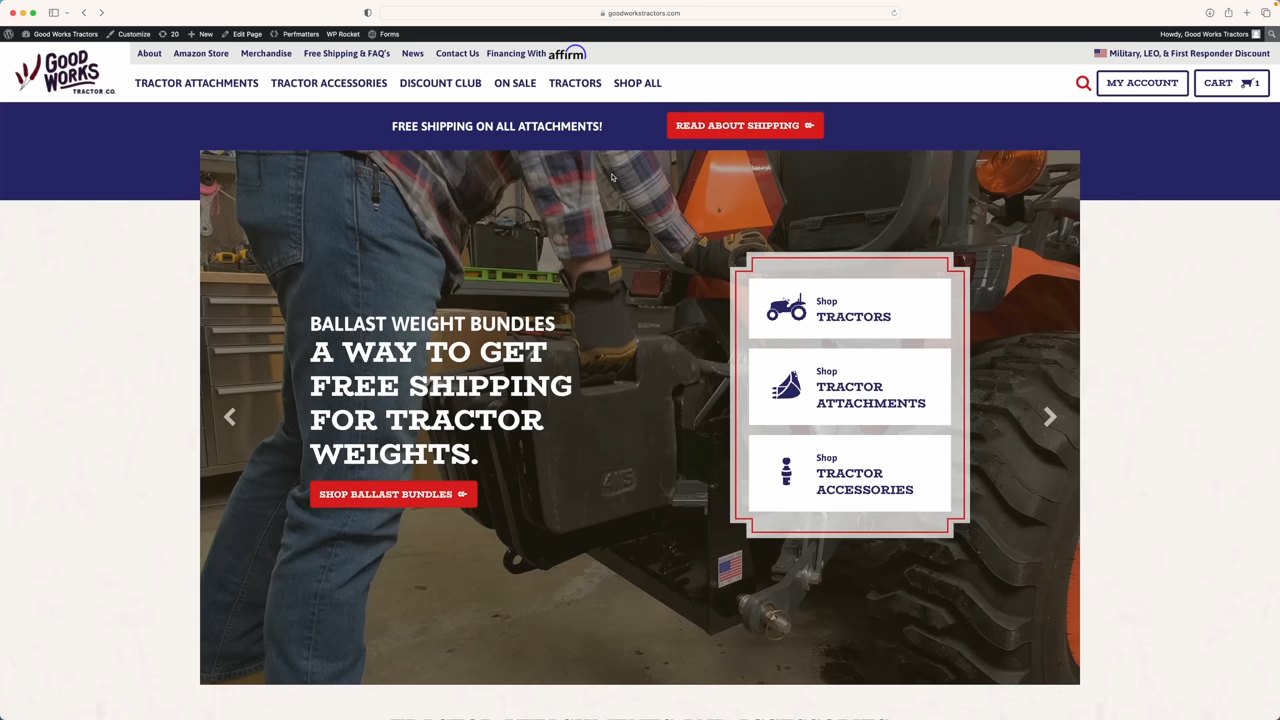 goodworkstractors.com
Good Works Tractors Customize 20 New Edit Page Perfmatters WP Rocket Forms Howdy, Good Works Tractors
GOOD
WORKS
TRACTOR CO.
About Amazon Store Merchandise Free Shipping & FAQ's News Contact Us Financing With affirm Military, LEO, & First Responder Discount
TRACTOR ATTACHMENTS TRACTOR ACCESSORIES DISCOUNT CLUB ON SALE TRACTORS SHOP ALL MY ACCOUNT CART 1
FREE SHIPPING ON ALL ATTACHMENTS! READ ABOUT SHIPPING
BALLAST WEIGHT BUNDLES
A WAY TO GET
FREE SHIPPING
FOR TRACTOR
WEIGHTS.
SHOP BALLAST BUNDLES
Shop
TRACTORS
Shop
TRACTOR
ATTACHMENTS
Shop
TRACTOR
ACCESSORIES